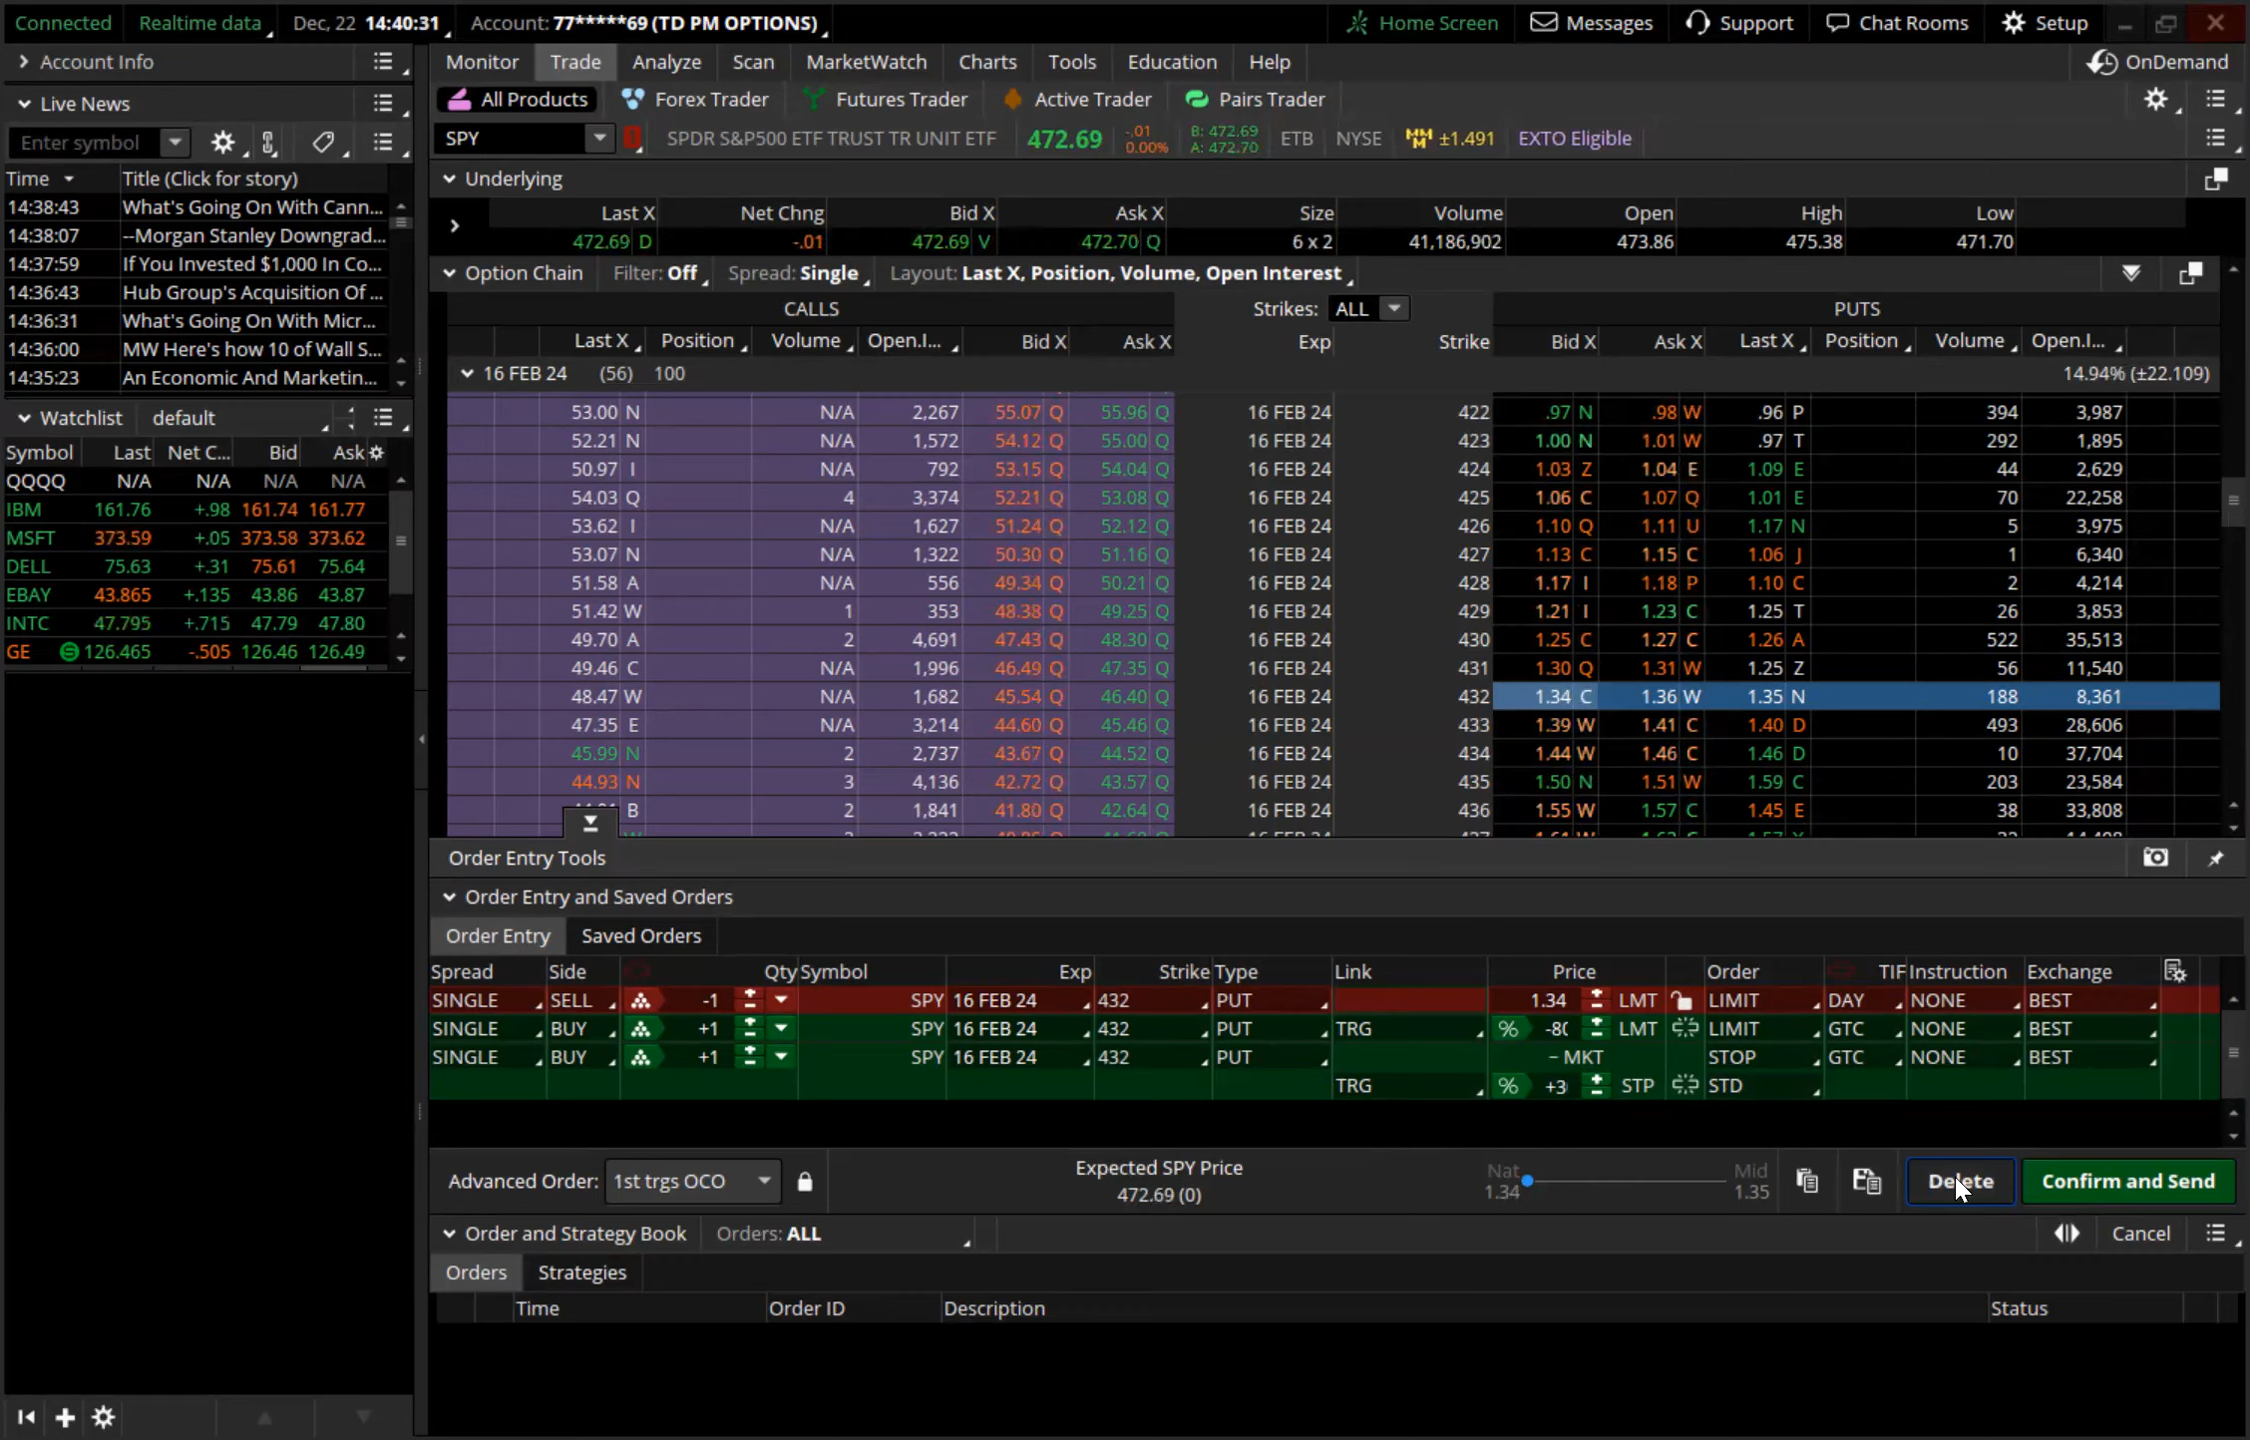 Connected Realtime data Dec, 22 14:40:31 Account: 77*****69 (TD PM OPTIONS) Home Screen Messages Support Chat Rooms Setup
Account Info
Monitor Trade Analyze Scan MarketWatch Charts Tools Education Help OnDemand
Live News
All Products Forex Trader Futures Trader Active Trader Pairs Trader
Enter symbol
SPY SPDR S&P500 ETF TRUST TR UNIT ETF 472.69 -.01 0.00% B: 472.69 A: 472.70 ETB NYSE ±1.491 EXTO Eligible
Time Title (Click for story)
14:38:43 What's Going On With Cann...
14:38:07 --Morgan Stanley Downgrad...
14:37:59 If You Invested $1,000 In Co...
14:36:43 Hub Group's Acquisition Of ...
14:36:31 What's Going On With Micr...
14:36:00 MW Here's how 10 of Wall S...
14:35:23 An Economic And Marketin...
Watchlist default
Symbol Last Net C... Bid Ask
QQQQ N/A N/A N/A N/A
IBM 161.76 +.98 161.74 161.77
MSFT 373.59 +.05 373.58 373.62
DELL 75.63 +.31 75.61 75.64
EBAY 43.865 +.135 43.86 43.87
INTC 47.795 +.715 47.79 47.80
GE S 126.465 -.505 126.46 126.49
Underlying
Last X Net Chng Bid X Ask X Size Volume Open High Low
472.69 D -.01 472.69 V 472.70 Q 6 x 2 41,186,902 473.86 475.38 471.70
Option Chain Filter: Off Spread: Single Layout: Last X, Position, Volume, Open Interest
CALLS Strikes: ALL PUTS
Last X Position Volume Open.I... Bid X Ask X Exp Strike Bid X Ask X Last X Position Volume Open.I...
16 FEB 24 (56) 100 14.94% (±22.109)
53.00 N N/A 2,267 55.07 Q 55.96 Q 16 FEB 24 422 .97 N .98 W .96 P 394 3,987
52.21 N N/A 1,572 54.12 Q 55.00 Q 16 FEB 24 423 1.00 N 1.01 W .97 T 292 1,895
50.97 I N/A 792 53.15 Q 54.04 Q 16 FEB 24 424 1.03 Z 1.04 E 1.09 E 44 2,629
54.03 Q 4 3,374 52.21 Q 53.08 Q 16 FEB 24 425 1.06 C 1.07 Q 1.01 E 70 22,258
53.62 I N/A 1,627 51.24 Q 52.12 Q 16 FEB 24 426 1.10 Q 1.11 U 1.17 N 5 3,975
53.07 N N/A 1,322 50.30 Q 51.16 Q 16 FEB 24 427 1.13 C 1.15 C 1.06 J 1 6,340
51.58 A N/A 556 49.34 Q 50.21 Q 16 FEB 24 428 1.17 I 1.18 P 1.10 C 2 4,214
51.42 W 1 353 48.38 Q 49.25 Q 16 FEB 24 429 1.21 I 1.23 C 1.25 T 26 3,853
49.70 A 2 4,691 47.43 Q 48.30 Q 16 FEB 24 430 1.25 C 1.27 C 1.26 A 522 35,513
49.46 C N/A 1,996 46.49 Q 47.35 Q 16 FEB 24 431 1.30 Q 1.31 W 1.25 Z 56 11,540
48.47 W N/A 1,682 45.54 Q 46.40 Q 16 FEB 24 432 1.34 C 1.36 W 1.35 N 188 8,361
47.35 E N/A 3,214 44.60 Q 45.46 Q 16 FEB 24 433 1.39 W 1.41 C 1.40 D 493 28,606
45.99 N 2 2,737 43.67 Q 44.52 Q 16 FEB 24 434 1.44 W 1.46 C 1.46 D 10 37,704
44.93 N 3 4,136 42.72 Q 43.57 Q 16 FEB 24 435 1.50 N 1.51 W 1.59 C 203 23,584
B 2 1,841 41.80 Q 42.64 Q 16 FEB 24 436 1.55 W 1.57 C 1.45 E 38 33,808
Order Entry Tools
Order Entry and Saved Orders
Order Entry Saved Orders
Spread Side Qty Symbol Exp Strike Type Link Price Order TIF Instruction Exchange
SINGLE SELL -1 SPY 16 FEB 24 432 PUT 1.34 LMT LIMIT DAY NONE BEST
SINGLE BUY +1 SPY 16 FEB 24 432 PUT TRG % LMT LIMIT GTC NONE BEST
SINGLE BUY +1 SPY 16 FEB 24 432 PUT – MKT STOP GTC NONE BEST
TRG % +3 STP STD
Advanced Order: 1st trgs OCO Expected SPY Price 472.69 (0) Nat 1.34 Mid 1.35 Delete Confirm and Send
Order and Strategy Book Orders: ALL Cancel
Orders Strategies
Time Order ID Description Status